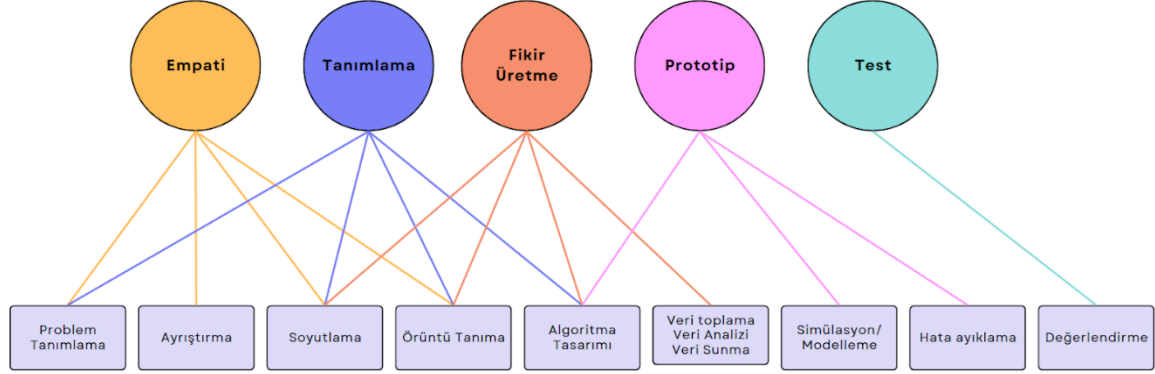 Empati
Tanımlama
Fikir
Üretme
Prototip
Test
Problem
Tanımlama
Ayrıştırma
Soyutlama
Örüntü Tanıma
Algoritma
Tasarımı
Veri toplama
Veri Analizi
Veri Sunma
Simülasyon/
Modelleme
Hata ayıklama
Değerlendirme